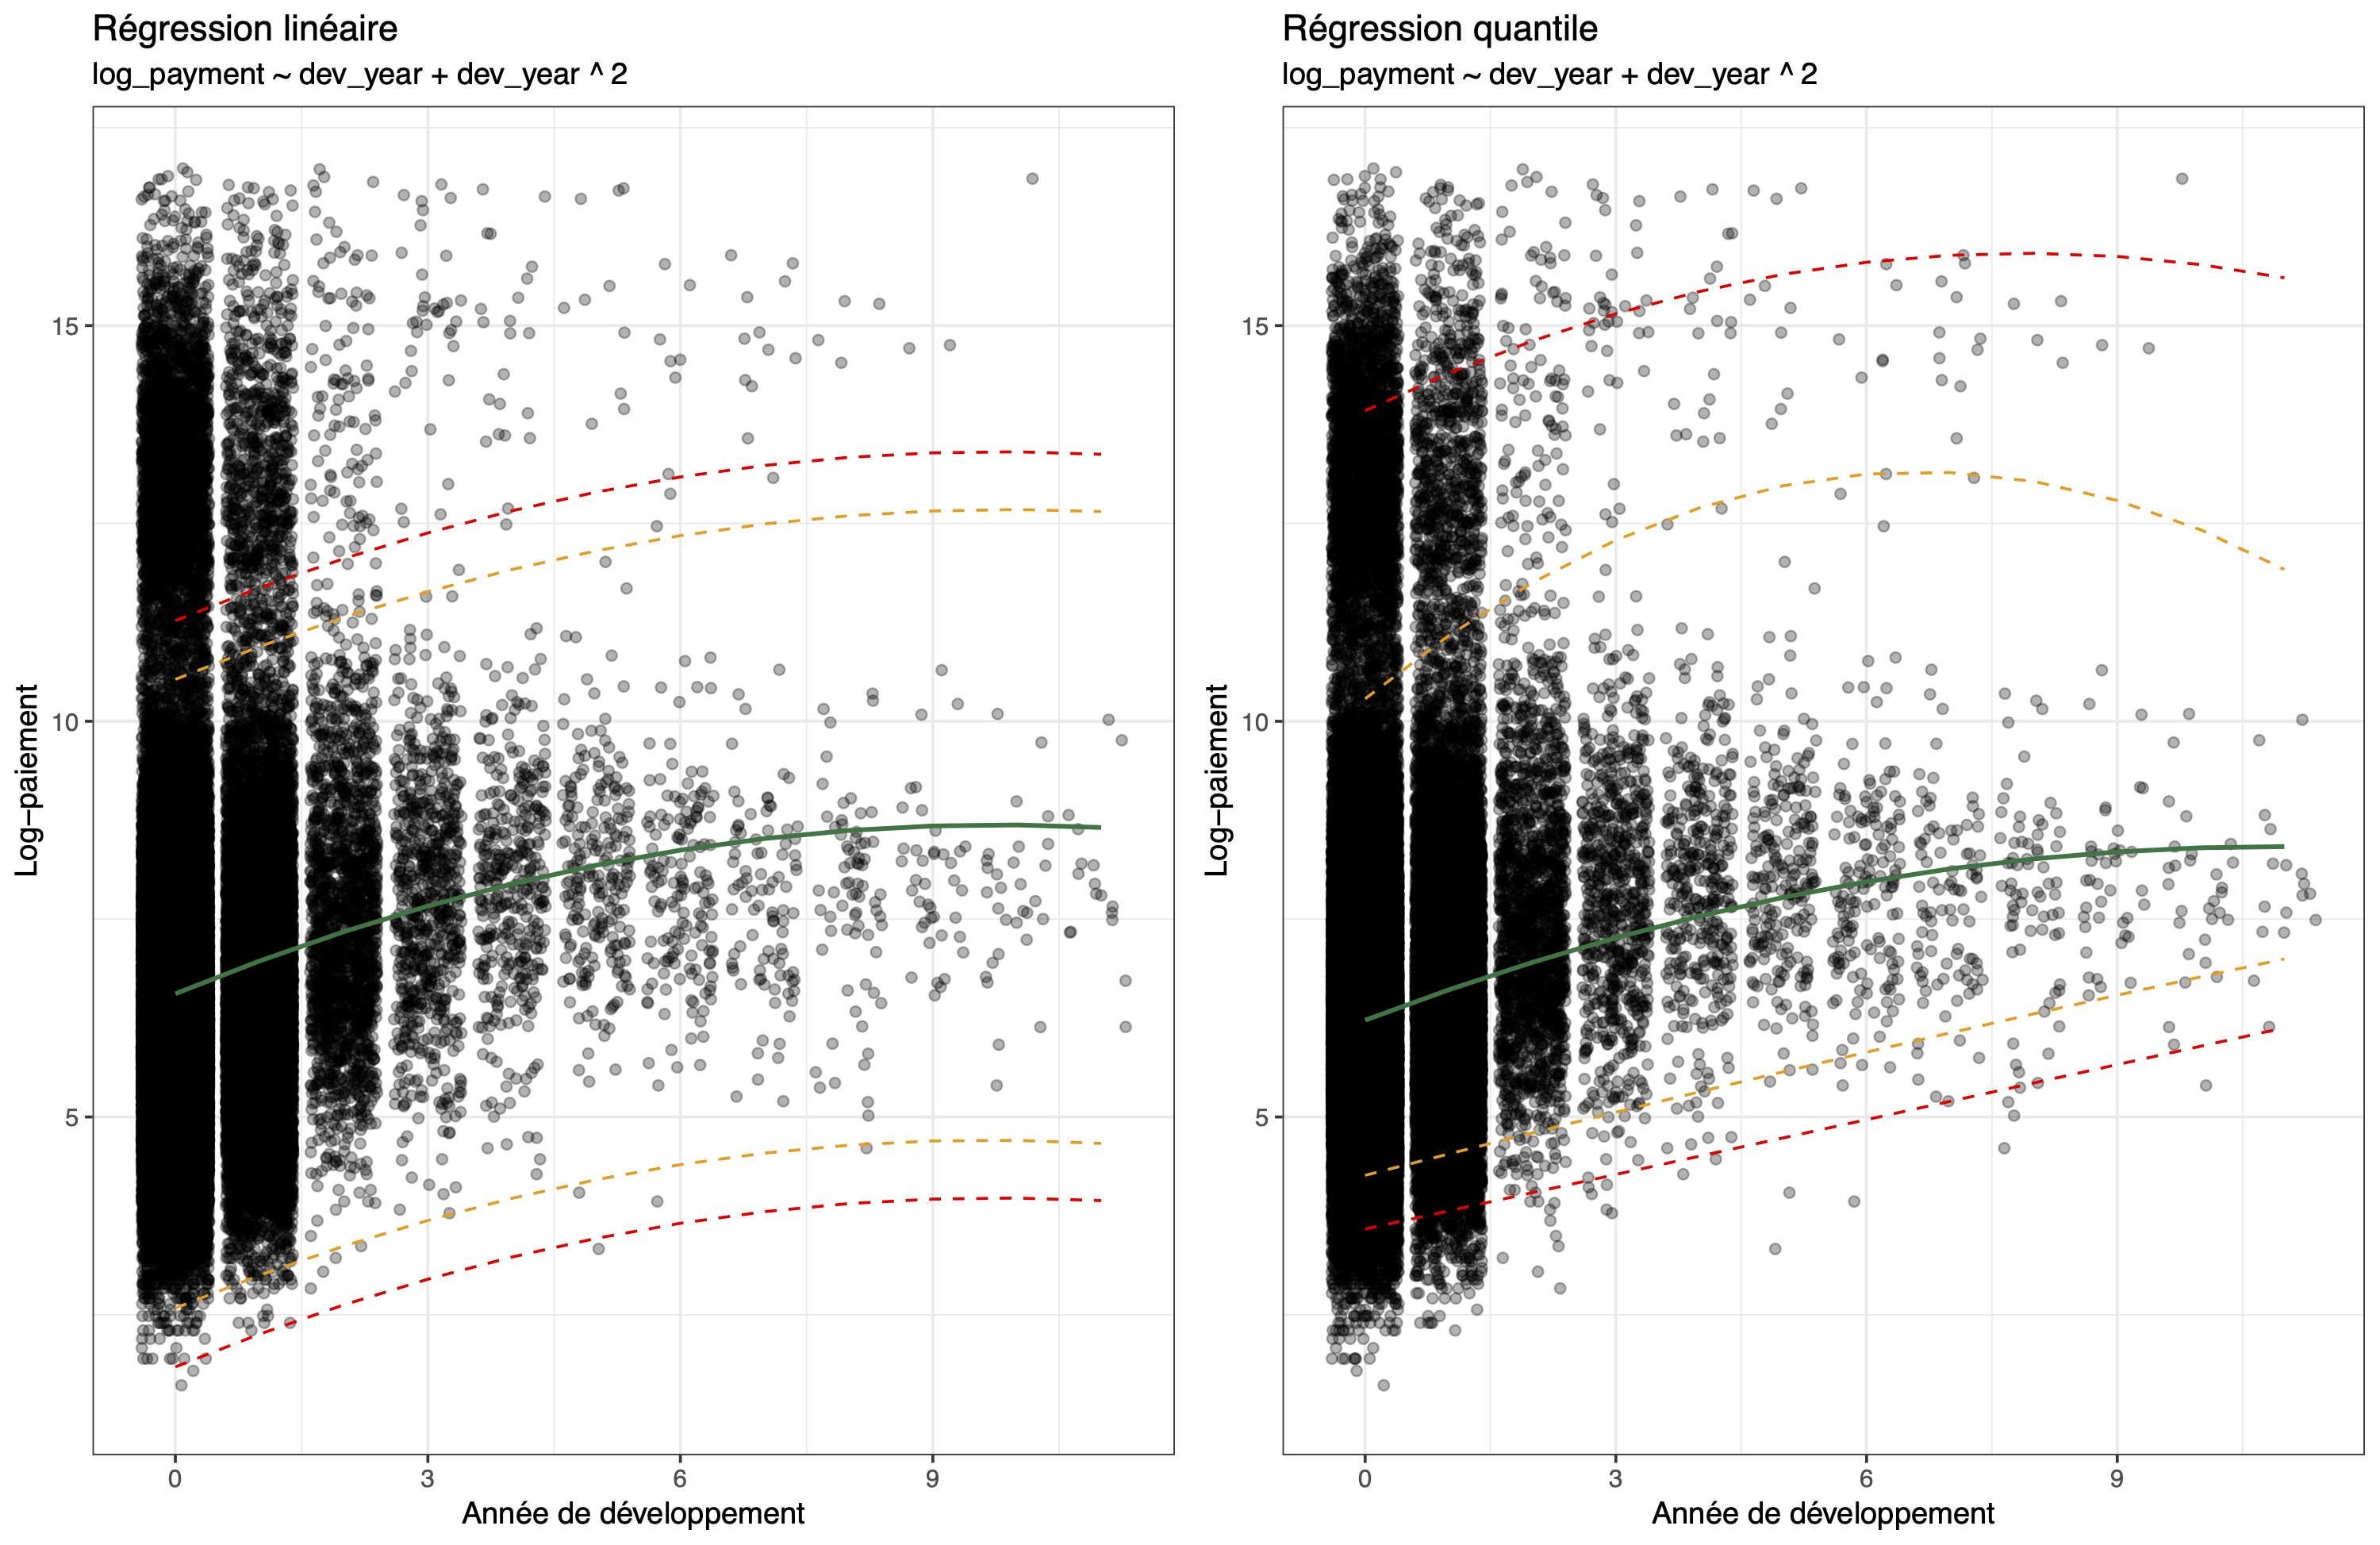 Régression linéaire
log_payment ~ dev_year + dev_year ^ 2
15
10
5
Log−paiement
0 3 6 9
Année de développement
Régression quantile
log_payment ~ dev_year + dev_year ^ 2
15
10
5
Log−paiement
0 3 6 9
Année de développement